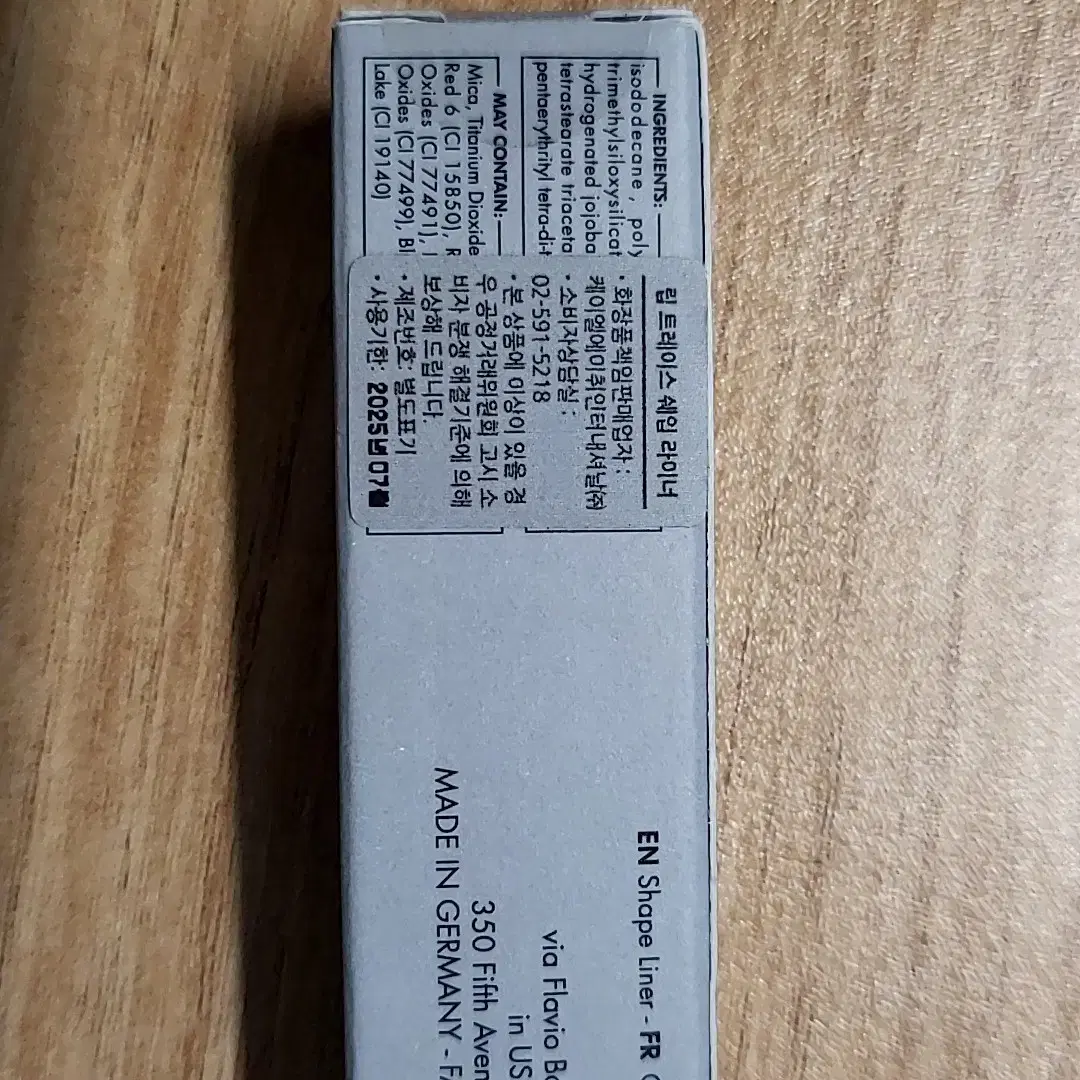 INGREDIENTS:
isododecane, poly
trimethylsiloxysilicat
hydrogenated jojoba
tetrastearate triaceta
pentaerythrityl tetra-di-t
MAY CONTAIN:
Mica, Titanium Dioxide
Red 6 (CI 15850), R
Oxides (CI 77491), I
Oxides (CI 77499), Bl
Lake (CI 19140)
립 트레이스 쉐입 라이너
· 화장품책임판매업자 :
케이엘에이취인터내셔날㈜
· 소비자상담실 :
02-591-5218
· 본 상품에 이상이 있을 경
우 공정거래위원회 고시 소
비자 분쟁 해결기준에 의해
보상해 드립니다.
· 제조번호: 별도표기
· 사용기한: 2025년 07월
EN Shape Liner - FR
via Flavio Ba
in US
350 Fifth Aven
MADE IN GERMANY - FA